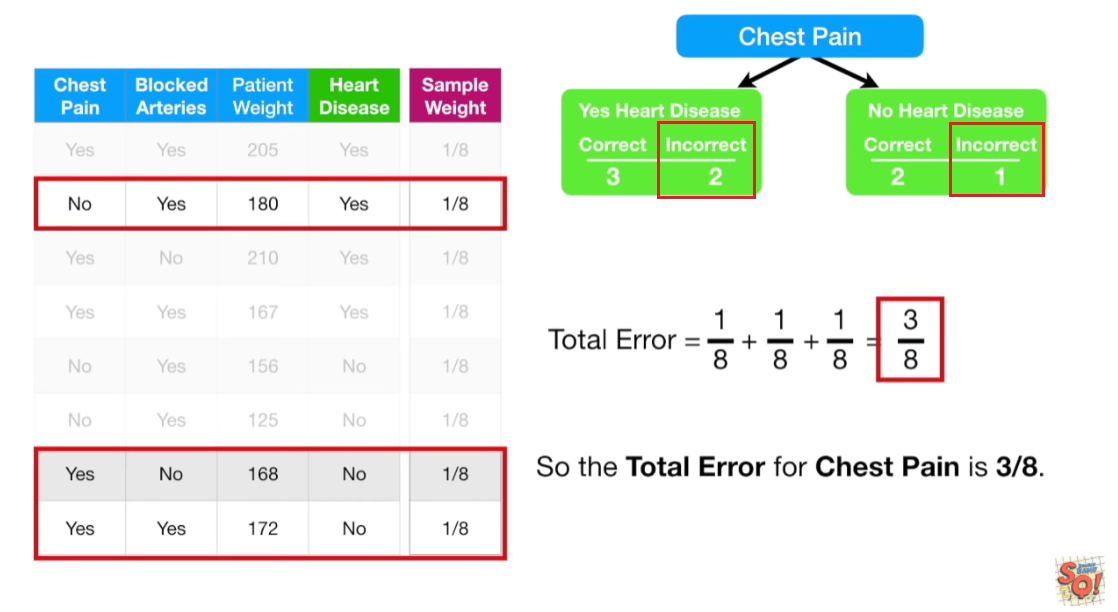 Chest Pain
Chest Blocked Patient Heart Sample
Pain Arteries Weight Disease Weight
Yes Yes 205 Yes 1/8
No Yes 180 Yes 1/8
Yes No 210 Yes 1/8
Yes Yes 167 Yes 1/8
No Yes 156 No 1/8
No Yes 125 No 1/8
Yes No 168 No 1/8
Yes Yes 172 No 1/8
Yes Heart Disease
Correct Incorrect
3 2
No Heart Disease
Correct Incorrect
2 1
Total Error = 1/8 + 1/8 + 1/8 = 3/8
So the Total Error for Chest Pain is 3/8.
SQ!